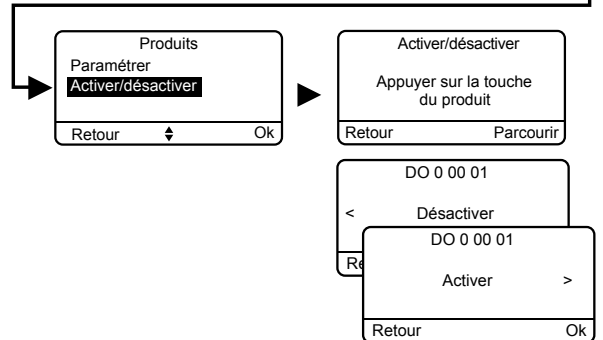 Produits
Paramétrer
Activer/désactiver
Retour Ok
Activer/désactiver
Appuyer sur la touche
du produit
Retour Parcourir
DO 0 00 01
< Désactiver
Re
DO 0 00 01
Activer >
Retour Ok